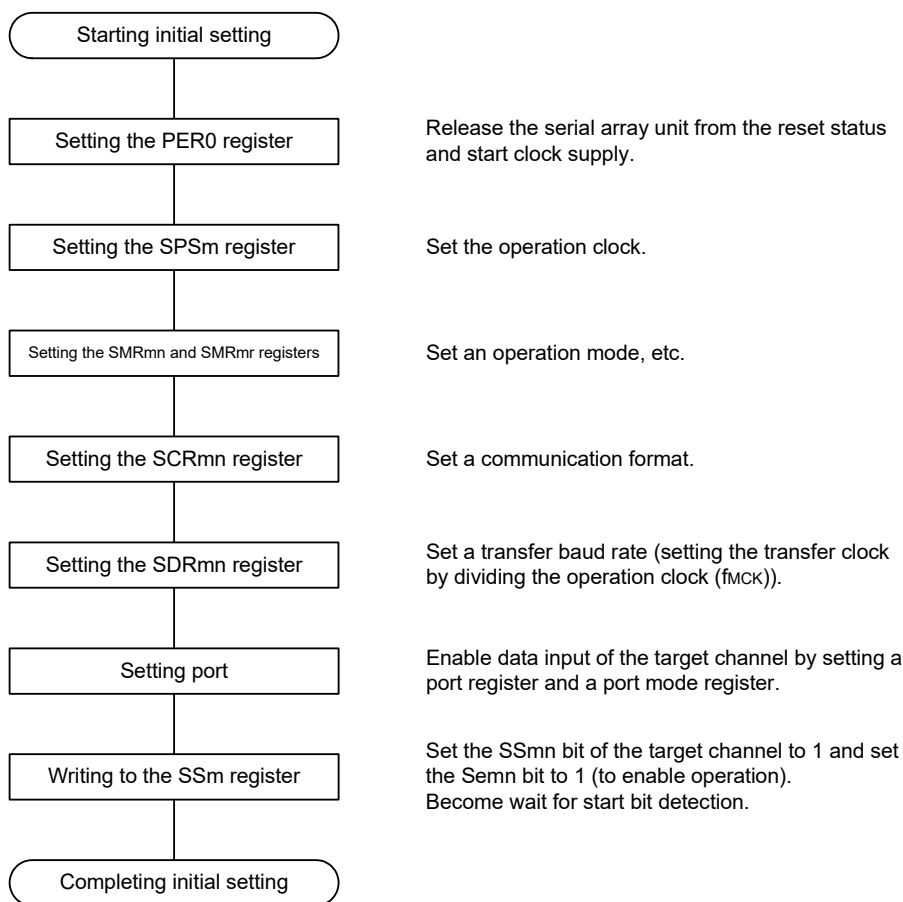 Starting initial setting
Setting the PER0 register
Release the serial array unit from the reset status
and start clock supply.
Setting the SPSm register
Set the operation clock.
Setting the SMRmn and SMRmr registers
Set an operation mode, etc.
Setting the SCRmn register
Set a communication format.
Setting the SDRmn register
Set a transfer baud rate (setting the transfer clock
by dividing the operation clock (fMCK)).
Setting port
Enable data input of the target channel by setting a
port register and a port mode register.
Writing to the SSm register
Set the SSmn bit of the target channel to 1 and set
the Semn bit to 1 (to enable operation).
Become wait for start bit detection.
Completing initial setting